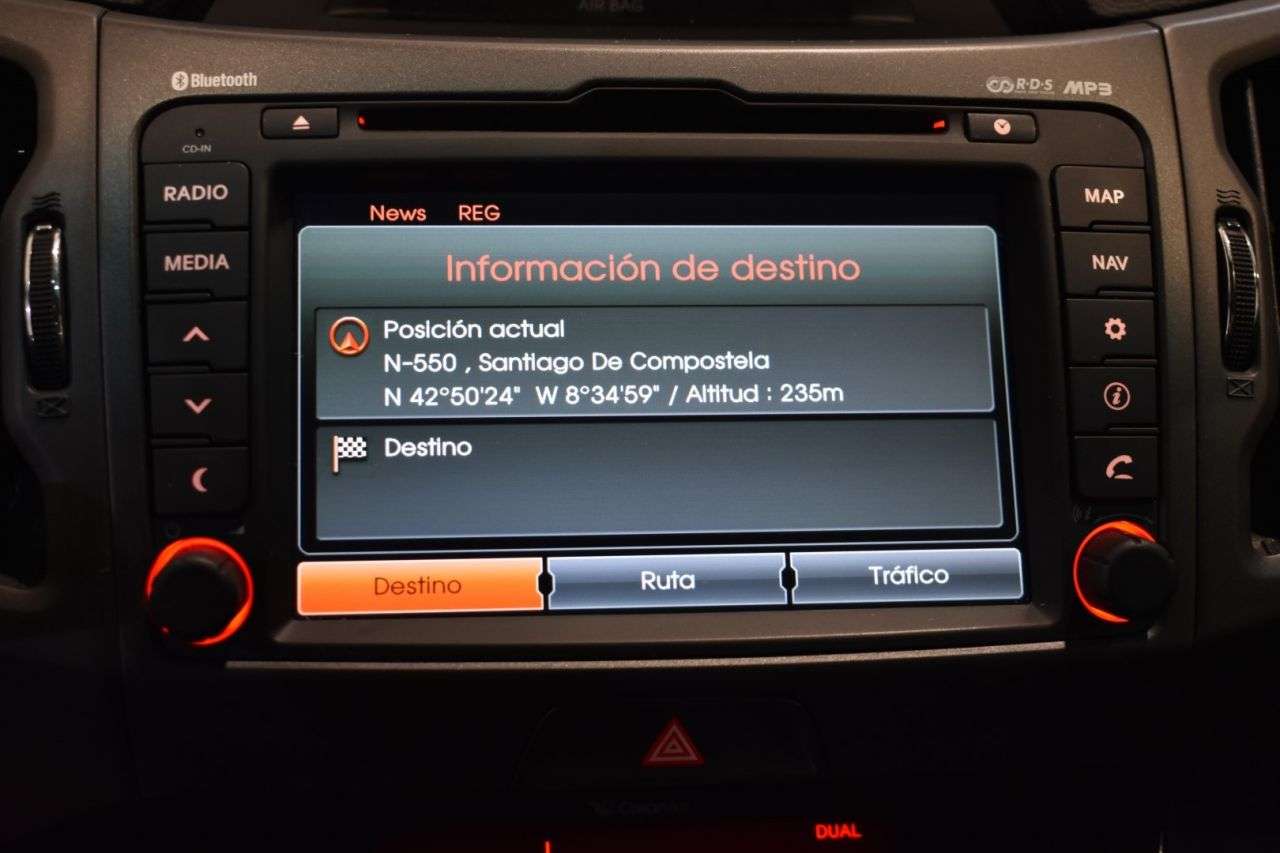 AIR BAG
Bluetooth
R·D·S MP3
CD-IN
RADIO
MEDIA
MAP
NAV
News REG
Información de destino
Posición actual
N-550 , Santiago De Compostela
N 42°50'24" W 8°34'59" / Altitud : 235m
Destino
Destino Ruta Tráfico
DUAL